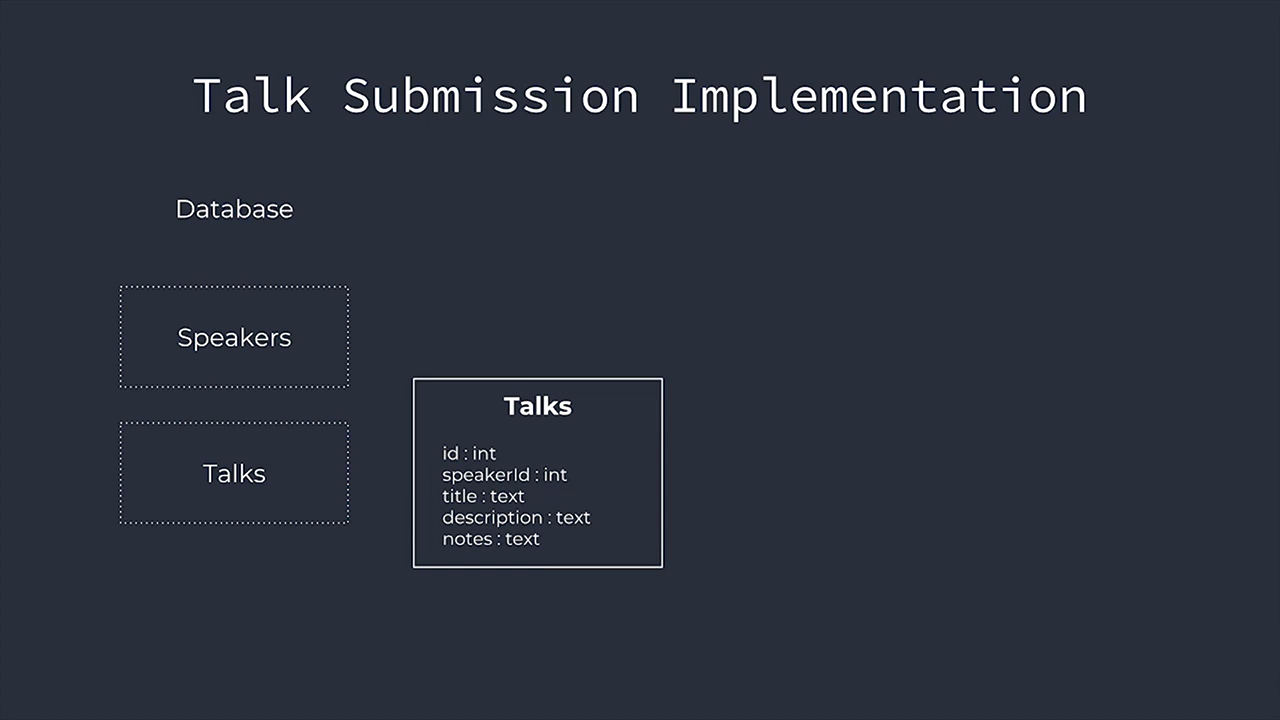 Talk Submission Implementation
Database
Speakers
Talks
Talks
id : int
speakerId : int
title : text
description : text
notes : text